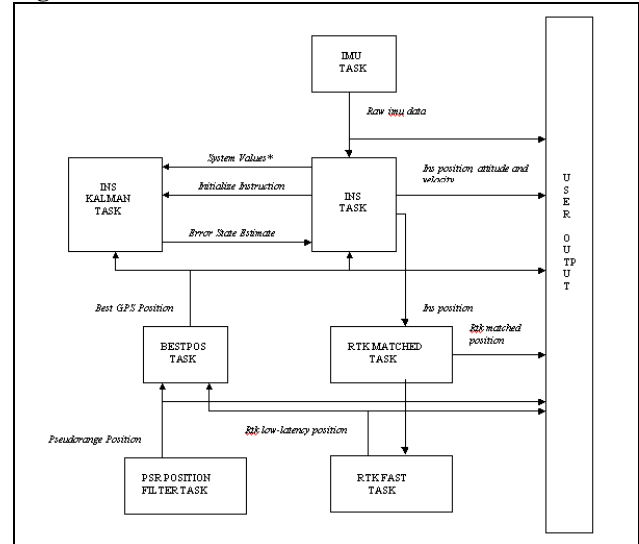 IMU
TASK
Raw imu data
System Values*
Ins position attitude and
velocity
INS
KALMAN
TASK
Initialize Instruction
INS
TASK
Error State Estimate
U
S
E
R
O
U
TP
U
T
Best GPS Position
Ins position
BESTPOS
TASK
RTK MATCHED
TASK
Rtk matched
position
Pseudorange Position
Rtk low-latency position
PSR POSITION
FILTER TASK
RTK FAST
TASK